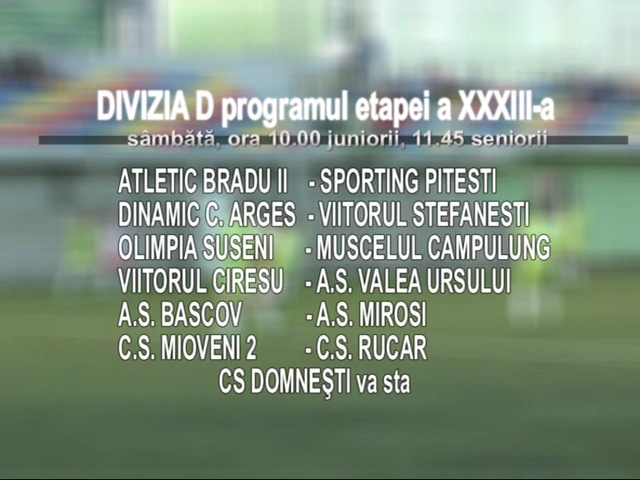 DIVIZIA D programul etapei a XXXIII-a
sâmbătă, ora 10.00 juniorii, 11.45 seniorii
ATLETIC BRADU II - SPORTING PITESTI
DINAMIC C. ARGES - VIITORUL STEFANESTI
OLIMPIA SUSENI - MUSCELUL CAMPULUNG
VIITORUL CIRESU - A.S. VALEA URSULUI
A.S. BASCOV - A.S. MIROSI
C.S. MIOVENI 2 - C.S. RUCAR
CS DOMNEŞTI va sta